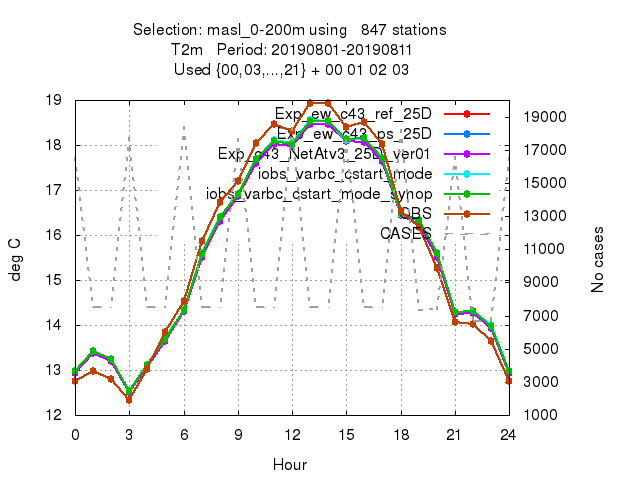 Selection: masl_0-200m using   847 stations
T2m   Period: 20190801-20190811
Used {00,03,...,21} + 00 01 02 03
Exp_ew_c43_ref_25D
Exp_ew_c43_ps_25D
Exp_c43_NetAtv3_25D_ver01
iobs_varbc_cstart_mode
iobs_varbc_cstart_mode_synop
OBS
CASES
deg C
19
18
17
16
15
14
13
12
No cases
19000
17000
15000
13000
11000
9000
7000
5000
3000
1000
0 3 6 9 12 15 18 21 24
Hour